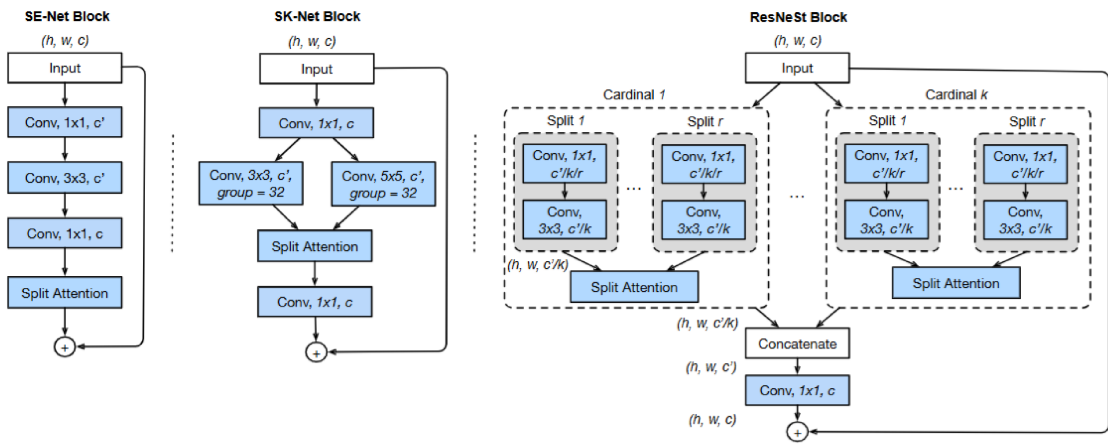 SE-Net Block
(h, w, c)
Input
Conv, 1x1, c'
Conv, 3x3, c'
Conv, 1x1, c
Split Attention
+
SK-Net Block
(h, w, c)
Input
Conv, 1x1, c
Conv, 3x3, c',
group = 32
Conv, 5x5, c',
group = 32
Split Attention
Conv, 1x1, c
+
ResNeSt Block
(h, w, c)
Input
Cardinal 1
Split 1
Conv, 1x1,
c'/k/r
Conv,
3x3, c'/k
...
Split r
Conv, 1x1,
c'/k/r
Conv,
3x3, c'/k
(h, w, c'/k)
Split Attention
...
Cardinal k
Split 1
Conv, 1x1,
c'/k/r
Conv,
3x3, c'/k
...
Split r
Conv, 1x1,
c'/k/r
Conv,
3x3, c'/k
Split Attention
(h, w, c'/k)
Concatenate
(h, w, c')
Conv, 1x1, c
(h, w, c)
+